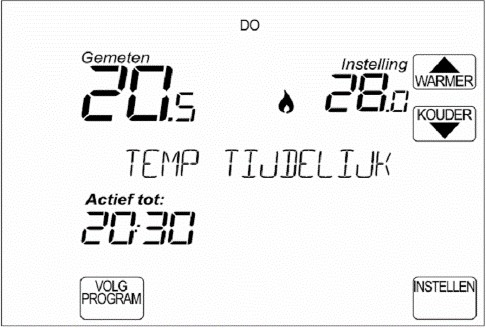 DO
Gemeten
Instelling
20.5
28.0
WARMER
KOUDER
TEMP TIJDELIJK
Actief tot:
20:30
VOLG
PROGRAM
INSTELLEN